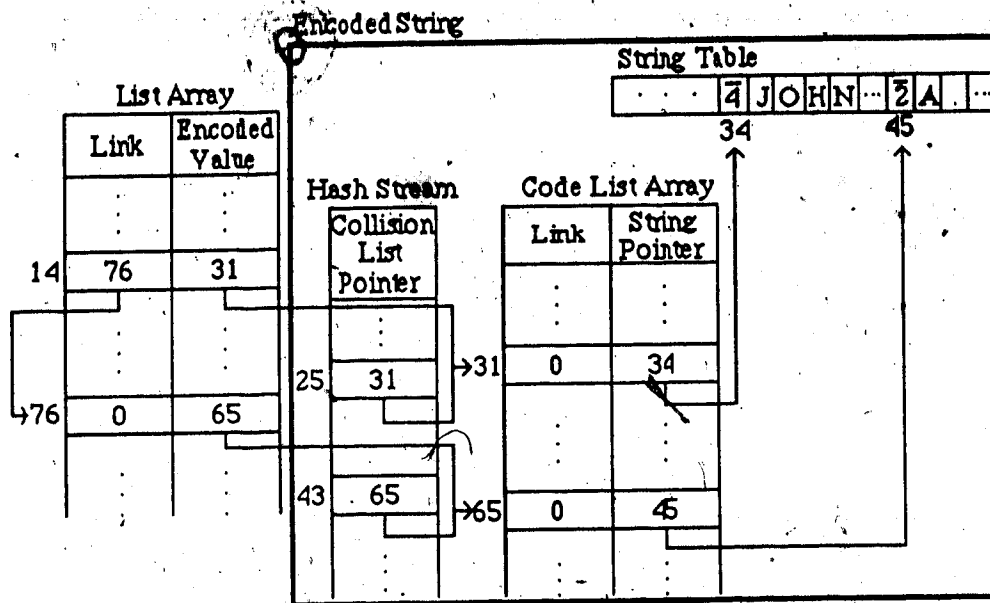 Encoded String
String Table
. . . 4̅ J O H N ... 2̅ A . ...
34 45
List Array
Link Encoded Value
Hash Stream
Collision List Pointer
Code List Array
Link String Pointer
14 76 31
31 0 34
25 31
76 0 65
43 65
65 0 45